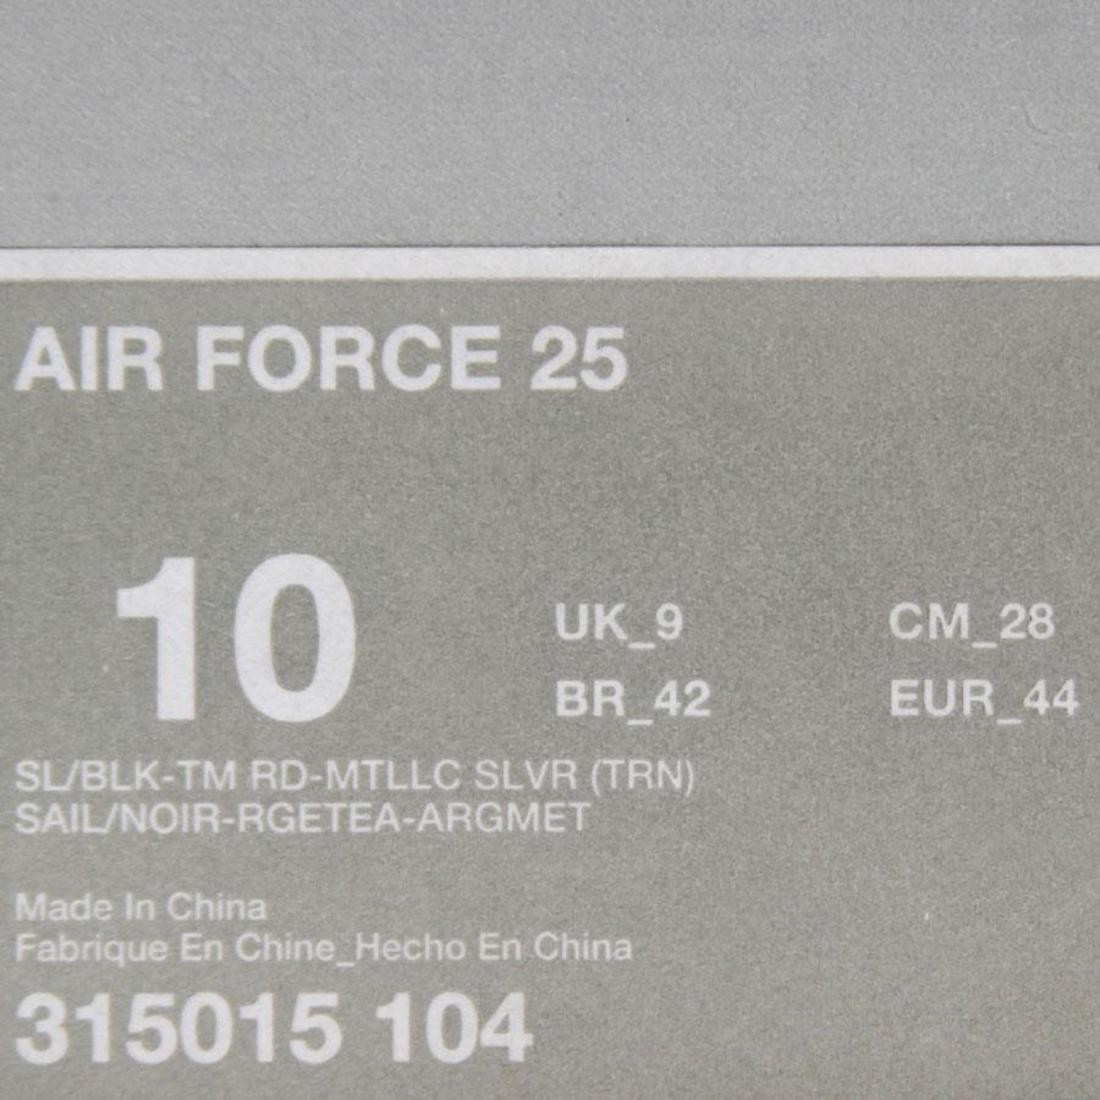 AIR FORCE 25
10
UK_9 CM_28
BR_42 EUR_44
SL/BLK-TM RD-MTLLC SLVR (TRN)
SAIL/NOIR-RGETEA-ARGMET
Made In China
Fabrique En Chine_Hecho En China
315015 104